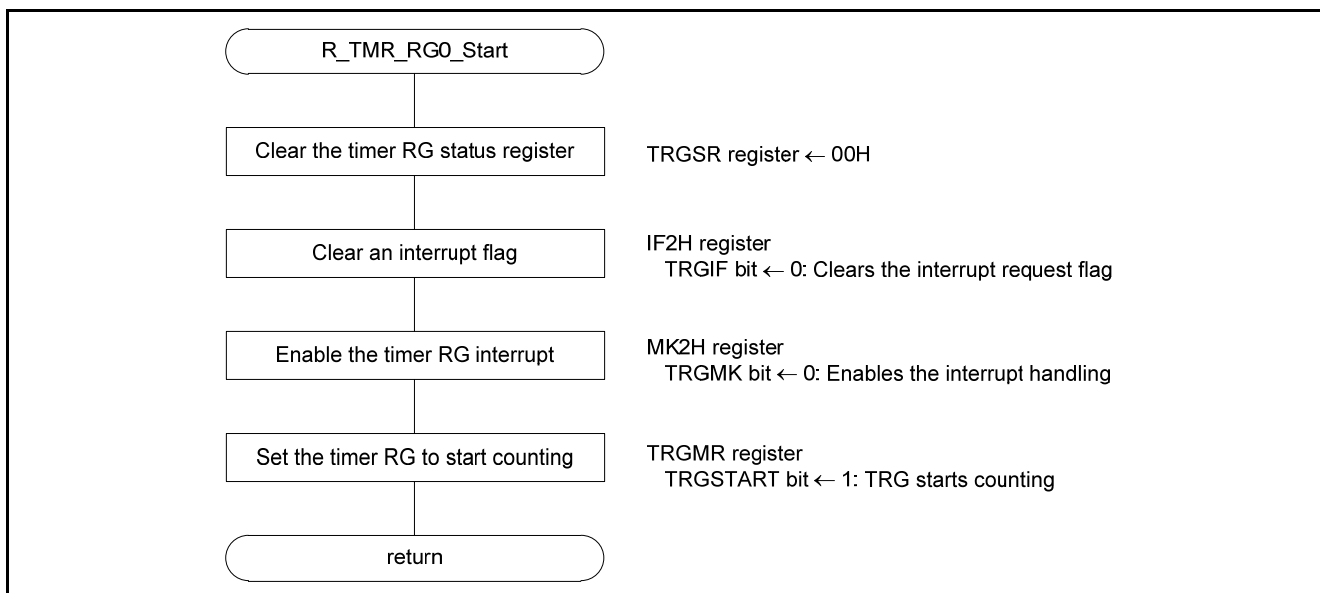 R_TMR_RG0_Start
Clear the timer RG status register
TRGSR register ← 00H
Clear an interrupt flag
IF2H register
TRGIF bit ← 0: Clears the interrupt request flag
Enable the timer RG interrupt
MK2H register
TRGMK bit ← 0: Enables the interrupt handling
Set the timer RG to start counting
TRGMR register
TRGSTART bit ← 1: TRG starts counting
return